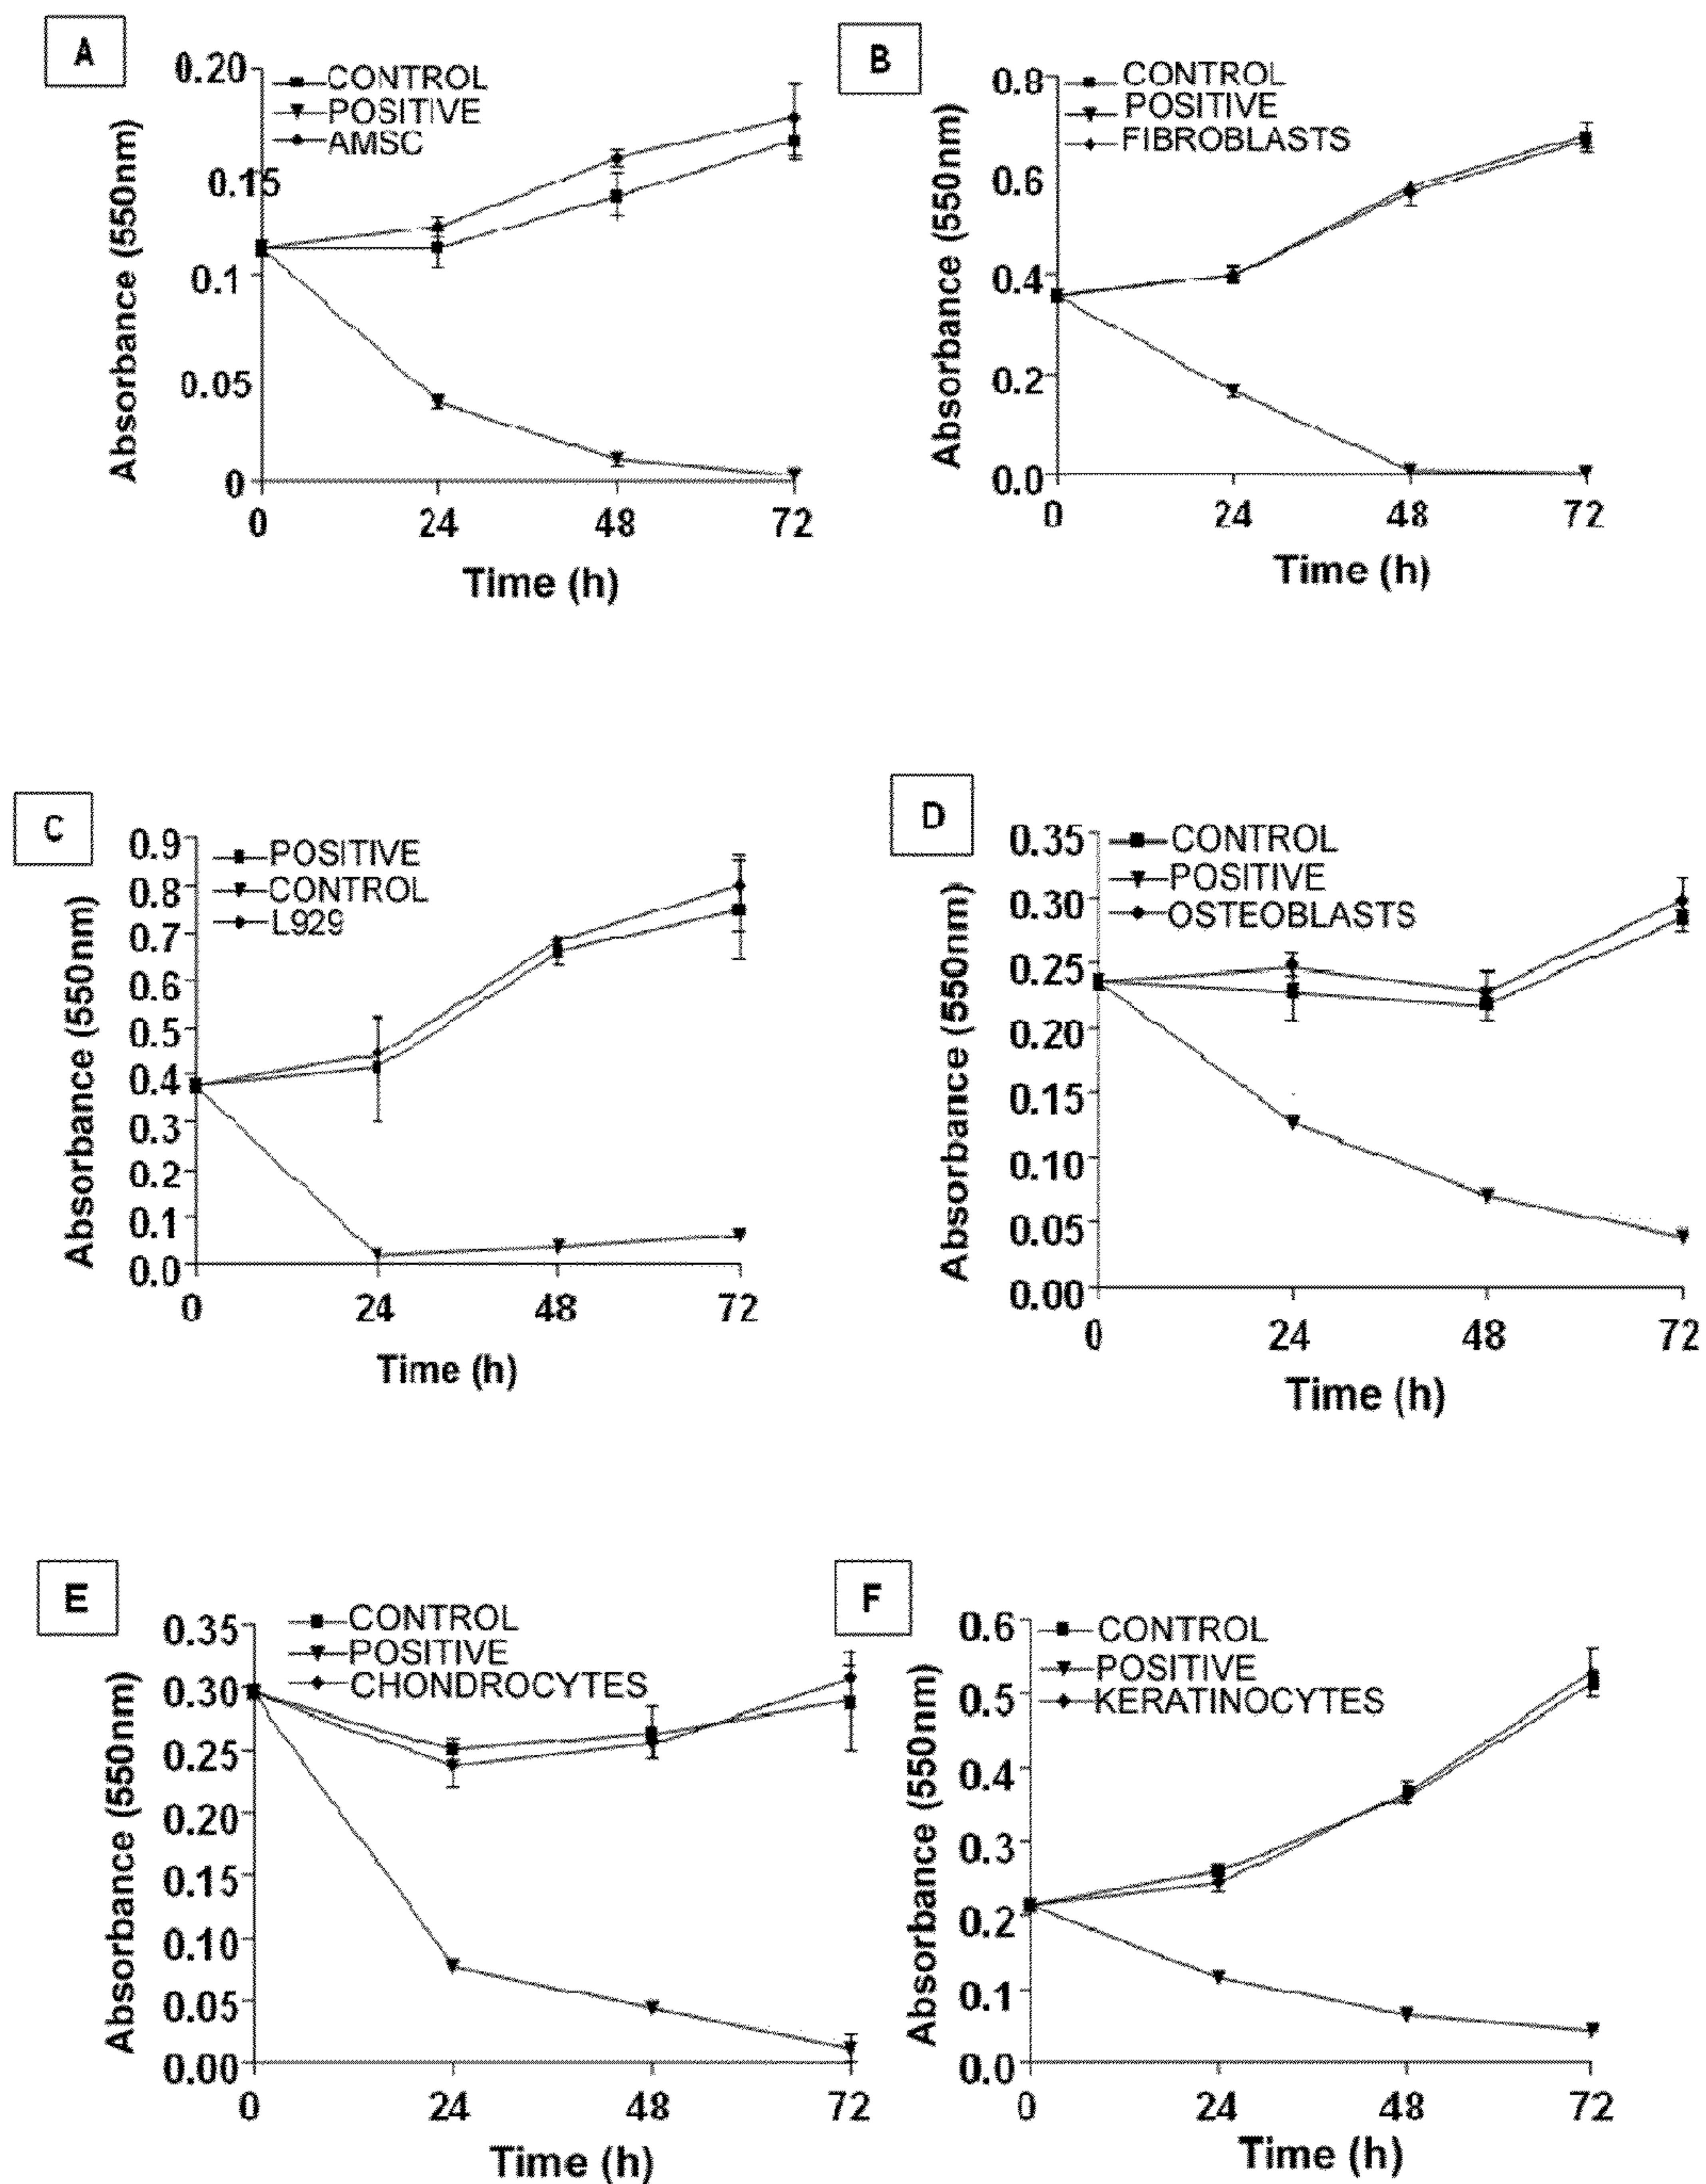 A
0.20
CONTROL
POSITIVE
AMSC
0.15
0.1
0.05
0
Absorbance (550nm)
0 24 48 72
Time (h)
B
0.8
CONTROL
POSITIVE
FIBROBLASTS
0.6
0.4
0.2
0.0
Absorbance (550nm)
0 24 48 72
Time (h)
C
0.9
POSITIVE
0.8
CONTROL
0.7
L929
0.6
0.5
0.4
0.3
0.2
0.1
0.0
Absorbance (550nm)
0 24 48 72
Time (h)
D
0.35
CONTROL
POSITIVE
0.30
OSTEOBLASTS
0.25
0.20
0.15
0.10
0.05
0.00
Absorbance (550nm)
0 24 48 72
Time (h)
E
0.35
CONTROL
POSITIVE
0.30
CHONDROCYTES
0.25
0.20
0.15
0.10
0.05
0.00
Absorbance (550nm)
0 24 48 72
Time (h)
F
0.6
CONTROL
POSITIVE
0.5
KERATINOCYTES
0.4
0.3
0.2
0.1
0.0
Absorbance (550nm)
0 24 48 72
Time (h)